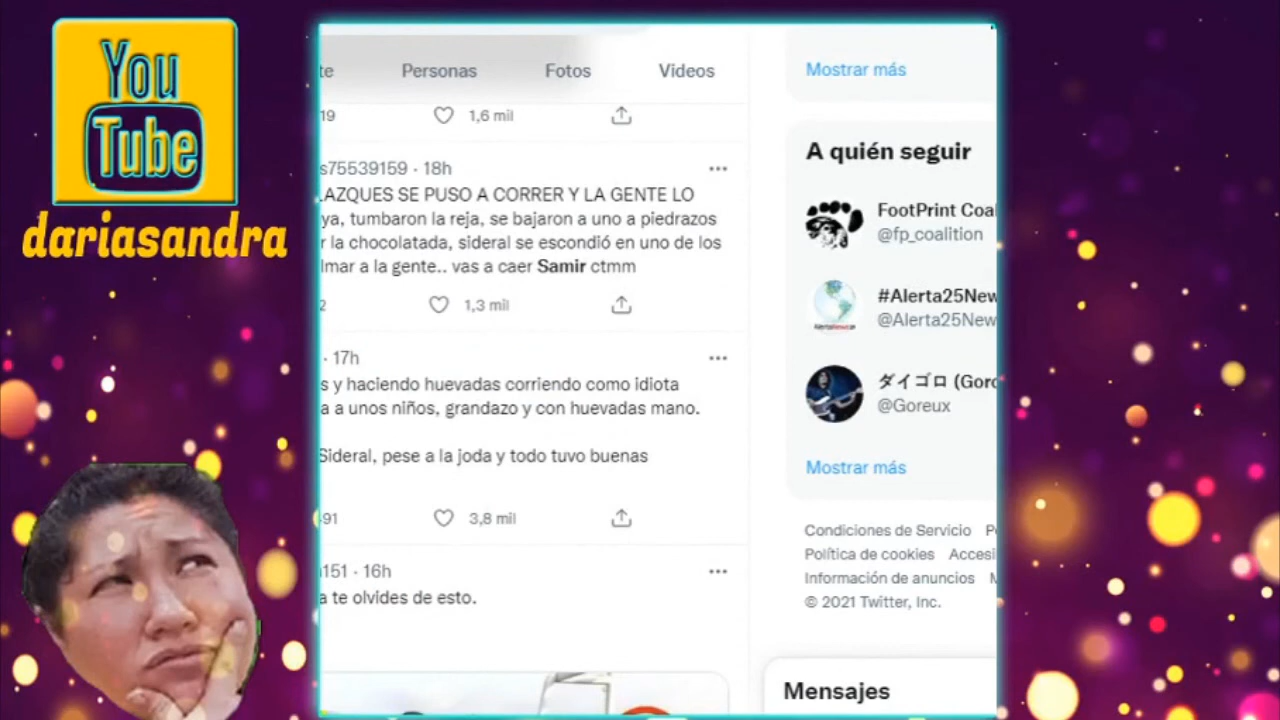 You
Tube
dariasandra
te Personas Fotos Videos
19 1,6 mil
s75539159 · 18h
LAZQUES SE PUSO A CORRER Y LA GENTE LO
ya, tumbaron la reja, se bajaron a uno a piedrazos
r la chocolatada, sideral se escondió en uno de los
lmar a la gente.. vas a caer Samir ctmm
2 1,3 mil
· 17h
s y haciendo huevadas corriendo como idiota
a a unos niños, grandazo y con huevadas mano.
Sideral, pese a la joda y todo tuvo buenas
91 3,8 mil
151 · 16h
a te olvides de esto.
Mostrar más
A quién seguir
FootPrint Coal
@fp_coalition
#Alerta25New
@Alerta25New
ダイゴロ (Goro
@Goreux
Mostrar más
Condiciones de Servicio P
Política de cookies Accesi
Información de anuncios M
© 2021 Twitter, Inc.
Mensajes